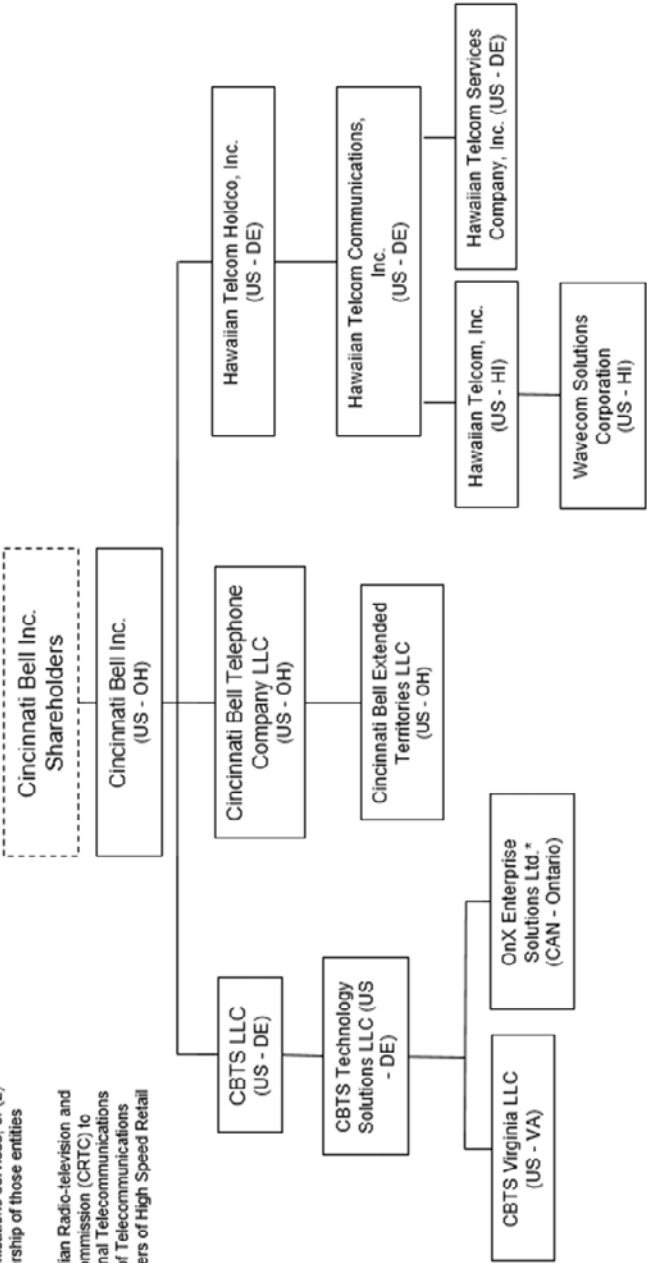 Cincinnati Bell Inc.
Shareholders
Cincinnati Bell Inc.
(US - OH)
CBTS LLC
(US - DE)
CBTS Technology
Solutions LLC (US
- DE)
CBTS Virginia LLC
(US - VA)
OnX Enterprise
Solutions Ltd.*
(CAN - Ontario)
Cincinnati Bell Telephone
Company LLC
(US - OH)
Cincinnati Bell Extended
Territories LLC
(US - OH)
Hawaiian Telcom Holdco, Inc.
(US - DE)
Hawaiian Telcom Communications,
Inc.
(US - DE)
Hawaiian Telcom, Inc.
(US - HI)
Hawaiian Telcom Services
Company, Inc. (US - DE)
Wavecom Solutions
Corporation
(US - HI)
rship of those entities
ian Radio-television and
mmission (CRTC) to
nal Telecommunications
of Telecommunications
ers of High Speed Retail